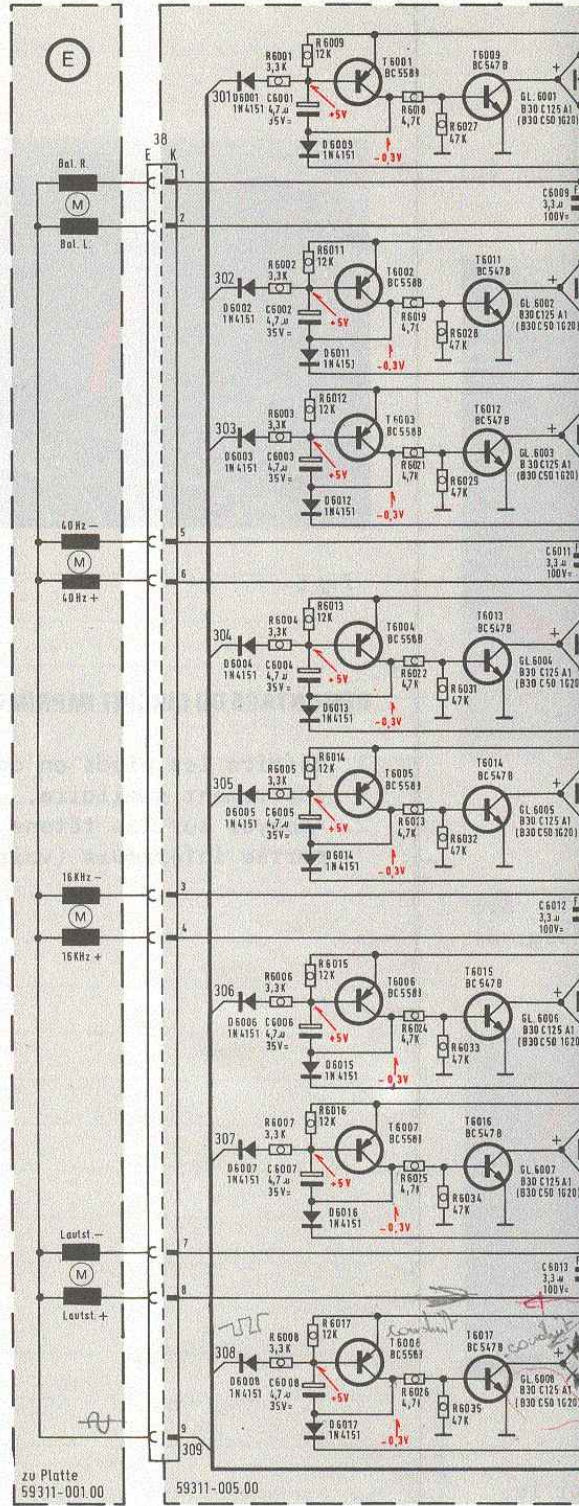 E
zu Platte
59311-001.00
59311-005.00
38
E K
Bal. R.
M
Bal. L.
1
2
40Hz −
M
40Hz +
5
6
16KHz −
M
16KHz +
3
4
Lautst. −
M
Lautst. +
7
8
9
309
301
D6001
1N4151
R6001
3,3K
R6009
12K
C6001
4,7µ
35V=
+5V
D6009
1N4151
−0,3V
T6001
BC558B
R6018
4,7K
R6027
47K
T6009
BC547B
GL.6001
B30 C125 A1
(B30 C50 1G20)
C6009
3,3µ
100V=
302
D6002
1N4151
R6002
3,3K
R6011
12K
C6002
4,7µ
35V=
+5V
D6011
1N4151
−0,3V
T6002
BC558B
R6019
4,7K
R6028
47K
T6011
BC547B
GL.6002
B30 C125 A1
(B30 C50 1G20)
303
D6003
1N4151
R6003
3,3K
R6012
12K
C6003
4,7µ
35V=
+5V
D6012
1N4151
−0,3V
T6003
BC558B
R6021
4,7K
R6029
47K
T6012
BC547B
GL.6003
B30 C125 A1
(B30 C50 1G20)
C6011
3,3µ
100V=
304
D6004
1N4151
R6004
3,3K
R6013
12K
C6004
4,7µ
35V=
+5V
D6013
1N4151
−0,3V
T6004
BC558B
R6022
4,7K
R6031
47K
T6013
BC547B
GL.6004
B30 C125 A1
(B30 C50 1G20)
305
D6005
1N4151
R6005
3,3K
R6014
12K
C6005
4,7µ
35V=
+5V
D6014
1N4151
−0,3V
T6005
BC558B
4,7K
R6032
47K
T6014
BC547B
GL.6005
B30 C125 A1
(B30 C50 1G20)
C6012
3,3µ
100V=
306
D6006
1N4151
R6006
3,3K
R6015
12K
C6006
4,7µ
35V=
+5V
D6015
1N4151
−0,3V
T6006
BC558B
R6024
4,7K
R6033
47K
T6015
BC547B
GL.6006
B30 C125 A1
(B30 C50 1G20)
307
D6007
1N4151
R6007
3,3K
R6016
12K
C6007
4,7µ
35V=
+5V
D6016
1N4151
−0,3V
T6007
BC558B
R6025
4,7K
R6034
47K
T6016
BC547B
GL.6007
B30 C125 A1
(B30 C50 1G20)
C6013
3,3µ
100V=
308
D6008
1N4151
R6008
3,3K
R6017
12K
C6008
4,7µ
35V=
+5V
D6017
1N4151
−0,3V
conduit
T6008
BC558B
R6026
4,7K
R6035
47K
conduit
T6017
BC547B
GL.6008
B30 C125 A1
(B30 C50 1G20)